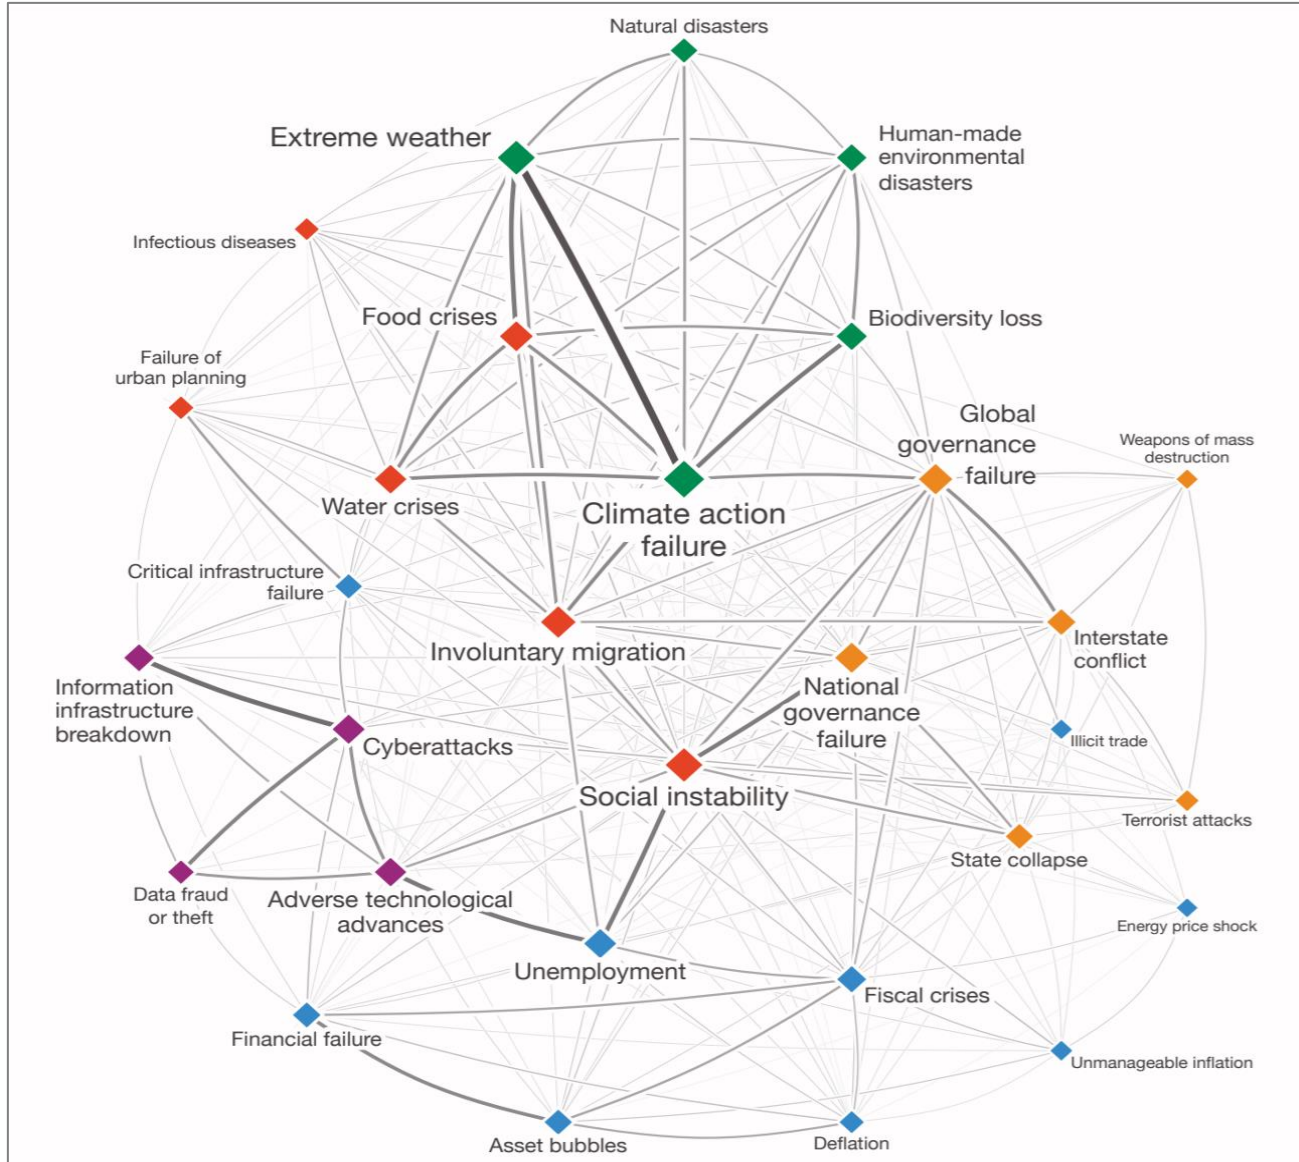 Natural disasters
Extreme weather
Human-made
environmental
disasters
Infectious diseases
Food crises
Biodiversity loss
Failure of
urban planning
Global
governance
failure
Weapons of mass
destruction
Water crises
Climate action
failure
Critical infrastructure
failure
Involuntary migration
Interstate
conflict
Information
infrastructure
breakdown
National
governance
failure
Cyberattacks
Illicit trade
Social instability
Terrorist attacks
State collapse
Data fraud
or theft
Adverse technological
advances
Energy price shock
Unemployment
Fiscal crises
Financial failure
Unmanageable inflation
Asset bubbles
Deflation